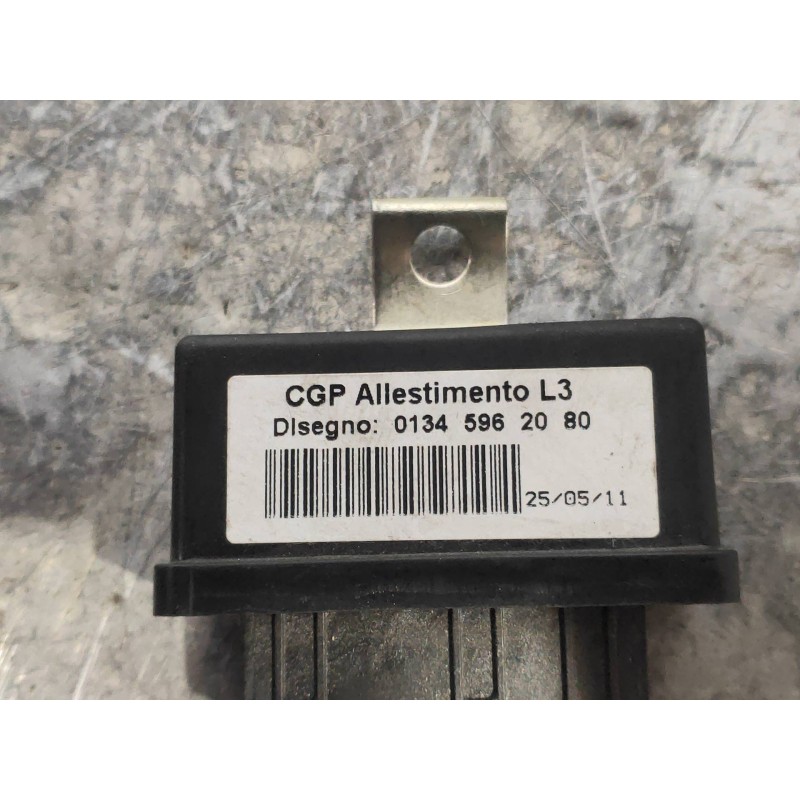 CGP Allestimento L3
Disegno: 0134 596 20 80
25/05/11